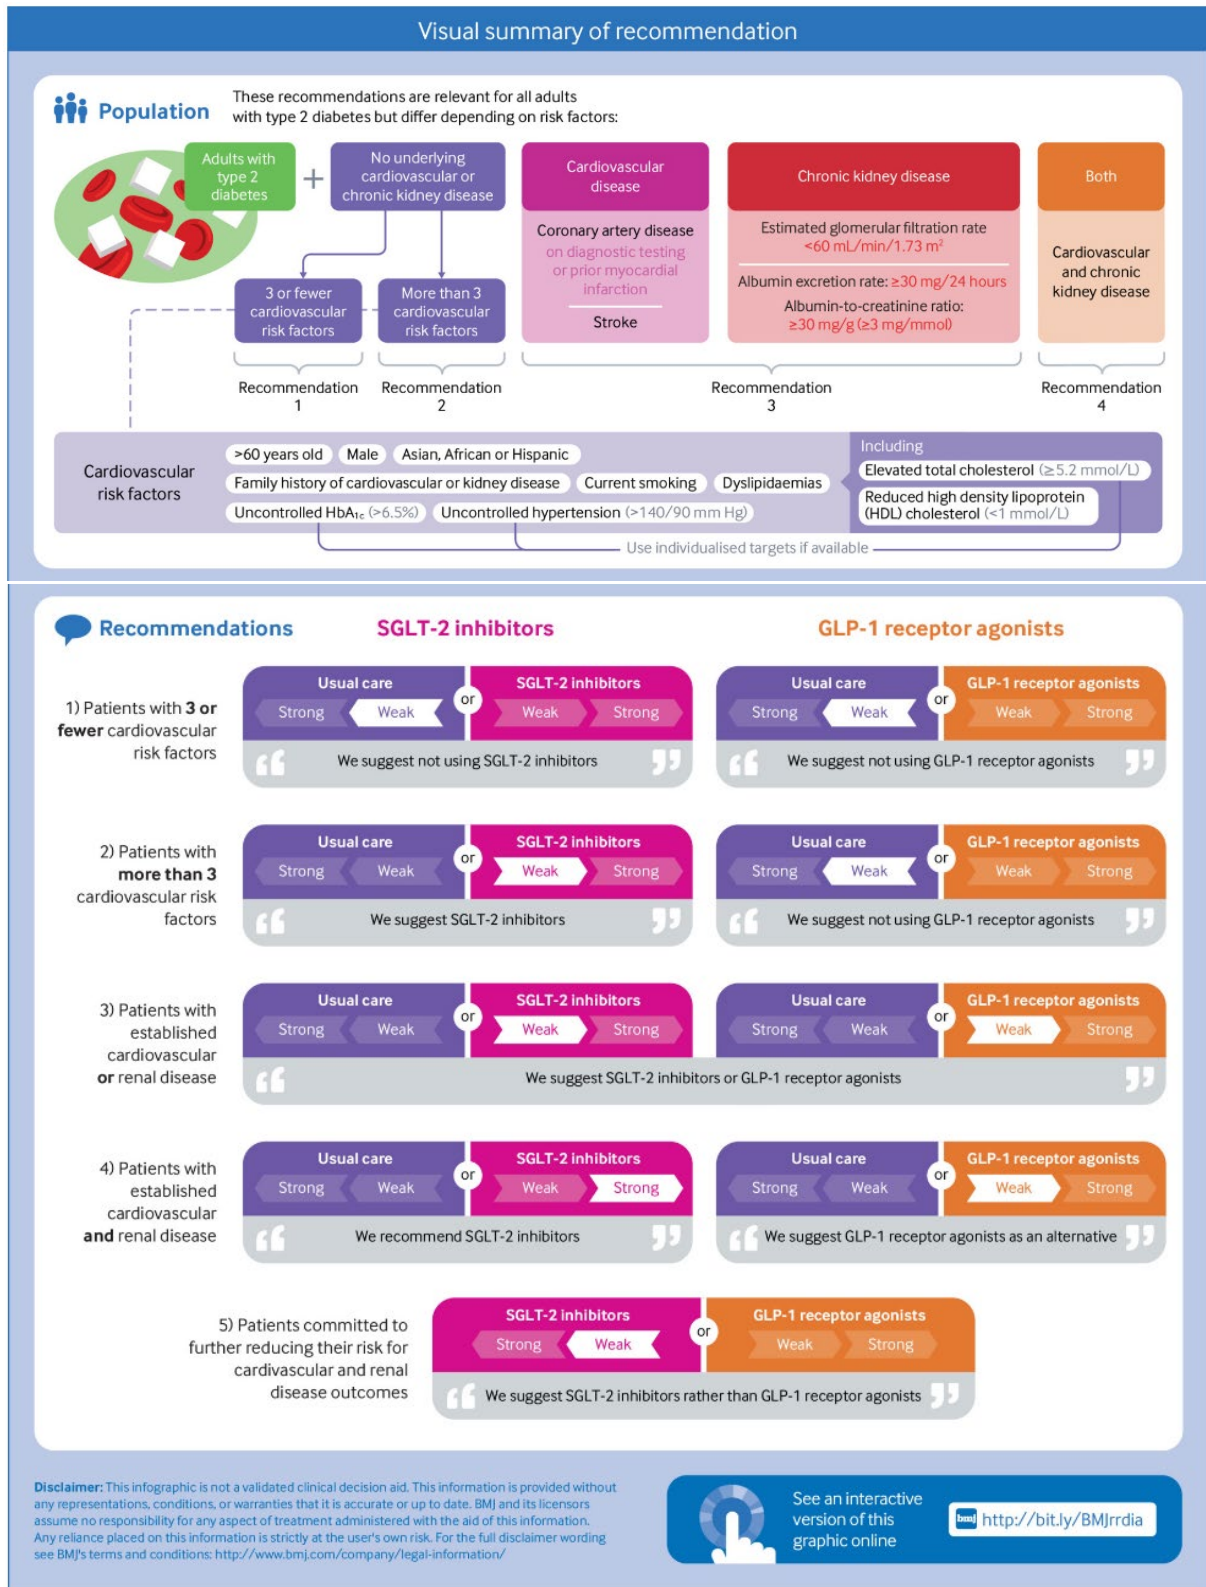 Visual summary of recommendation
Population
These recommendations are relevant for all adults
with type 2 diabetes but differ depending on risk factors:
Adults with
type 2
diabetes
+
No underlying
cardiovascular or
chronic kidney disease
3 or fewer
cardiovascular
risk factors
More than 3
cardiovascular
risk factors
Cardiovascular
disease
Coronary artery disease
on diagnostic testing
or prior myocardial
infarction
Stroke
Chronic kidney disease
Estimated glomerular filtration rate
<60 mL/min/1.73 m²
Albumin excretion rate: ≥30 mg/24 hours
Albumin-to-creatinine ratio:
≥30 mg/g (≥3 mg/mmol)
Both
Cardiovascular
and chronic
kidney disease
Recommendation
1
Recommendation
2
Recommendation
3
Recommendation
4
Cardiovascular
risk factors
>60 years old Male Asian, African or Hispanic
Family history of cardiovascular or kidney disease Current smoking Dyslipidaemias
Uncontrolled HbA1c (>6.5%) Uncontrolled hypertension (>140/90 mm Hg)
Including
Elevated total cholesterol (≥5.2 mmol/L)
Reduced high density lipoprotein
(HDL) cholesterol (<1 mmol/L)
Use individualised targets if available
Recommendations
SGLT-2 inhibitors
GLP-1 receptor agonists
1) Patients with 3 or
fewer cardiovascular
risk factors
Usual care or SGLT-2 inhibitors
Strong Weak Weak Strong
“ We suggest not using SGLT-2 inhibitors ”
Usual care or GLP-1 receptor agonists
Strong Weak Weak Strong
“ We suggest not using GLP-1 receptor agonists ”
2) Patients with
more than 3
cardiovascular risk
factors
Usual care or SGLT-2 inhibitors
Strong Weak Weak Strong
“ We suggest SGLT-2 inhibitors ”
Usual care or GLP-1 receptor agonists
Strong Weak Weak Strong
“ We suggest not using GLP-1 receptor agonists ”
3) Patients with
established
cardiovascular
or renal disease
Usual care or SGLT-2 inhibitors
Strong Weak Weak Strong
Usual care or GLP-1 receptor agonists
Strong Weak Weak Strong
“ We suggest SGLT-2 inhibitors or GLP-1 receptor agonists ”
4) Patients with
established
cardiovascular
and renal disease
Usual care or SGLT-2 inhibitors
Strong Weak Weak Strong
“ We recommend SGLT-2 inhibitors ”
Usual care or GLP-1 receptor agonists
Strong Weak Weak Strong
“ We suggest GLP-1 receptor agonists as an alternative ”
5) Patients committed to
further reducing their risk for
cardivascular and renal
disease outcomes
SGLT-2 inhibitors or GLP-1 receptor agonists
Strong Weak Weak Strong
“ We suggest SGLT-2 inhibitors rather than GLP-1 receptor agonists ”
Disclaimer: This infographic is not a validated clinical decision aid. This information is provided without
any representations, conditions, or warranties that it is accurate or up to date. BMJ and its licensors
assume no responsibility for any aspect of treatment administered with the aid of this information.
Any reliance placed on this information is strictly at the user's own risk. For the full disclaimer wording
see BMJ's terms and conditions: http://www.bmj.com/company/legal-information/
See an interactive
version of this
graphic online
bmj http://bit.ly/BMJrrdia